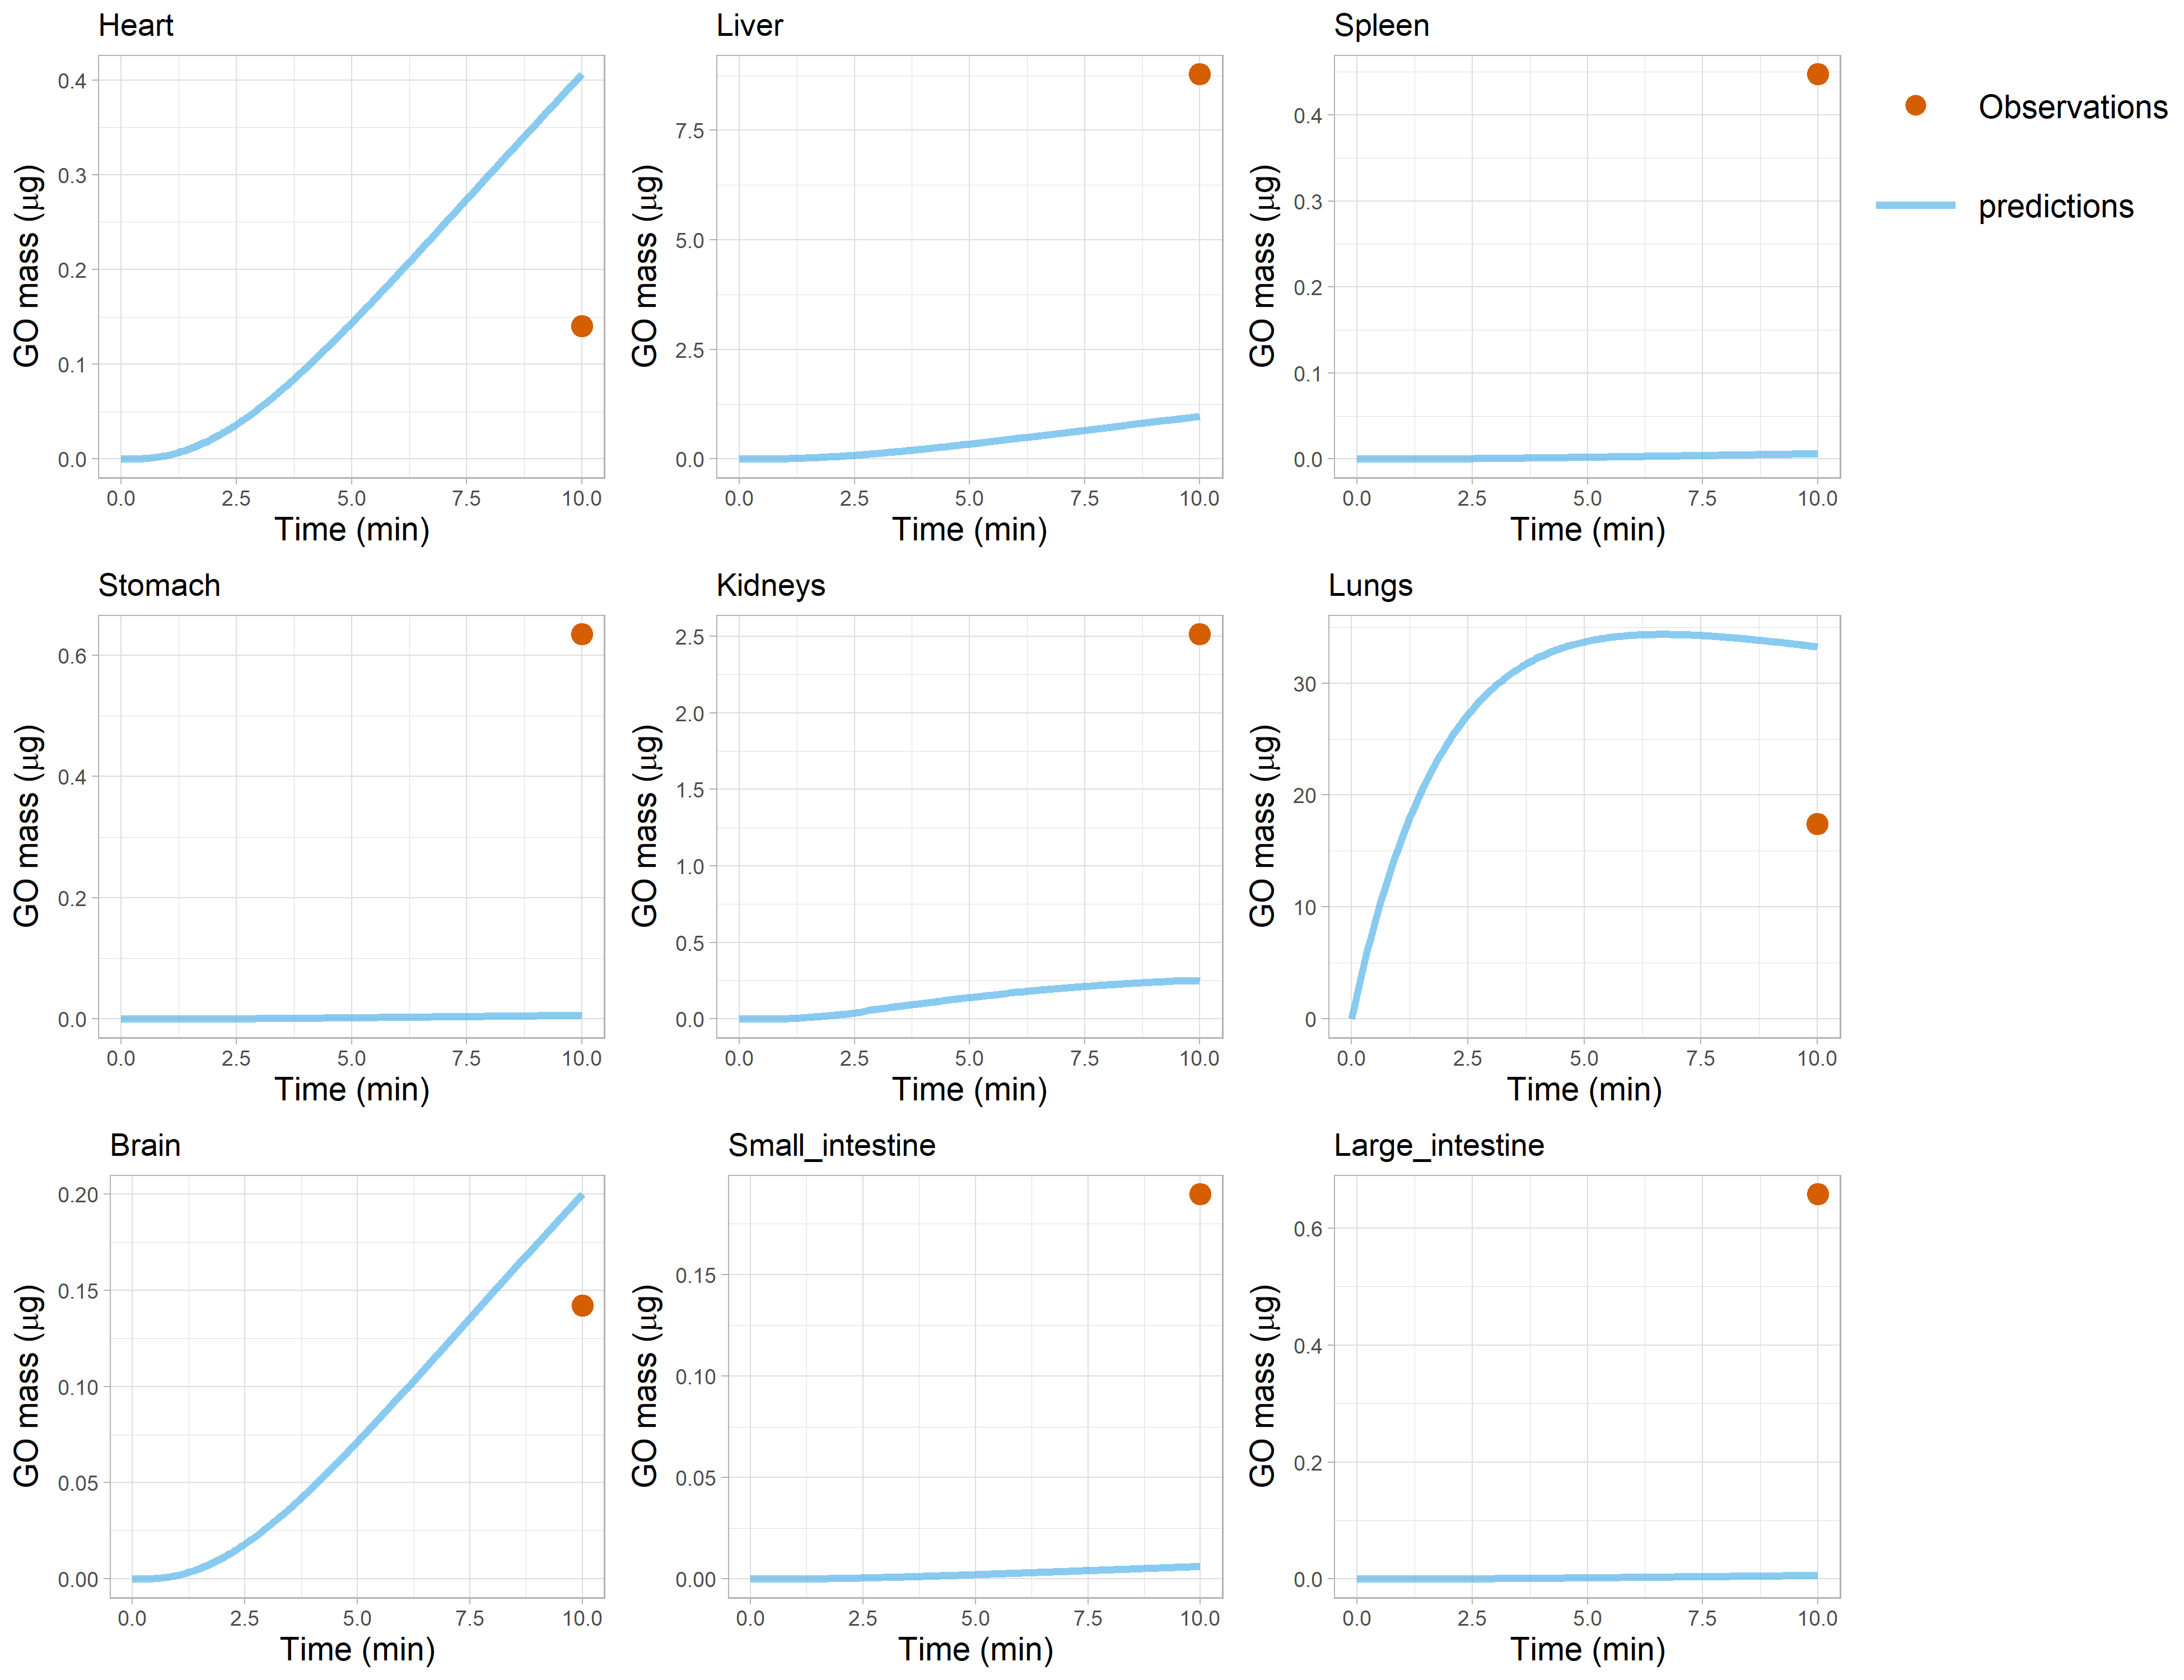 Heart
GO mass (μg)
0.4
0.3
0.2
0.1
0.0
0.0 2.5 5.0 7.5 10.0
Time (min)
Liver
GO mass (μg)
7.5
5.0
2.5
0.0
0.0 2.5 5.0 7.5 10.0
Time (min)
Spleen
GO mass (μg)
0.4
0.3
0.2
0.1
0.0
0.0 2.5 5.0 7.5 10.0
Time (min)
Observations
predictions
Stomach
GO mass (μg)
0.6
0.4
0.2
0.0
0.0 2.5 5.0 7.5 10.0
Time (min)
Kidneys
GO mass (μg)
2.5
2.0
1.5
1.0
0.5
0.0
0.0 2.5 5.0 7.5 10.0
Time (min)
Lungs
GO mass (μg)
30
20
10
0
0.0 2.5 5.0 7.5 10.0
Time (min)
Brain
GO mass (μg)
0.20
0.15
0.10
0.05
0.00
0.0 2.5 5.0 7.5 10.0
Time (min)
Small_intestine
GO mass (μg)
0.15
0.10
0.05
0.00
0.0 2.5 5.0 7.5 10.0
Time (min)
Large_intestine
GO mass (μg)
0.6
0.4
0.2
0.0
0.0 2.5 5.0 7.5 10.0
Time (min)